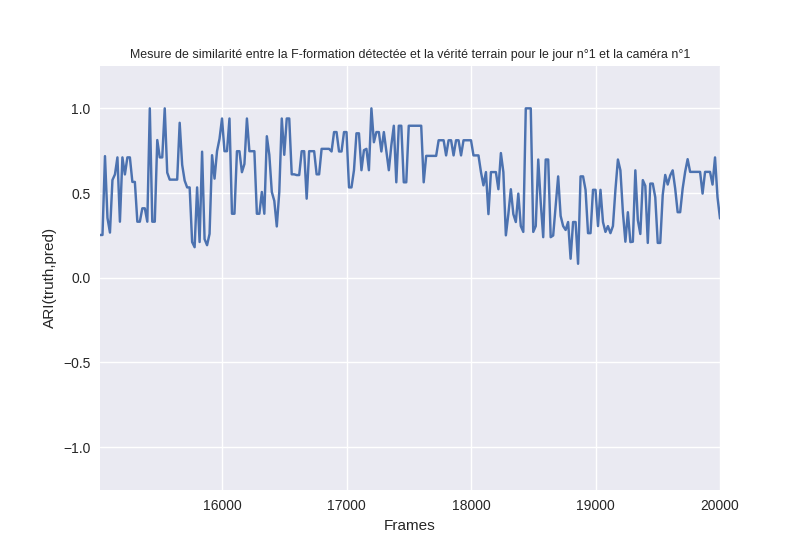 Mesure de similarité entre la F-formation détectée et la vérité terrain pour le jour n°1 et la caméra n°1
1.0
0.5
0.0
−0.5
−1.0
ARI(truth,pred)
16000 17000 18000 19000 20000
Frames